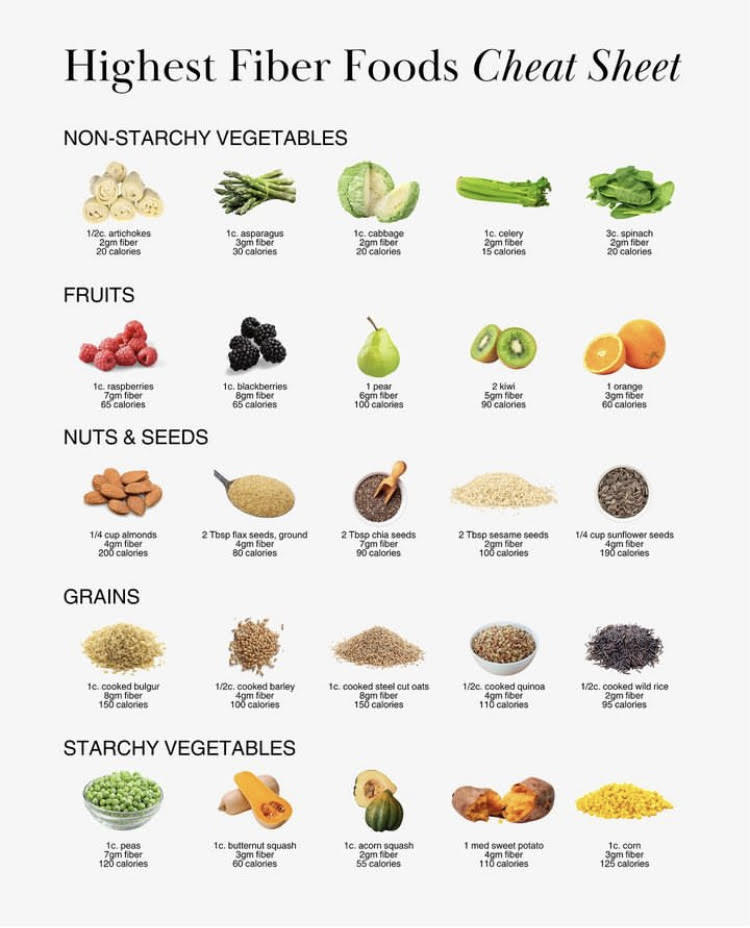 Highest Fiber Foods Cheat Sheet
NON-STARCHY VEGETABLES
1/2c. artichokes
2gm fiber
20 calories
1c. asparagus
3gm fiber
30 calories
1c. cabbage
2gm fiber
20 calories
1c. celery
2gm fiber
15 calories
3c. spinach
2gm fiber
20 calories
FRUITS
1c. raspberries
7gm fiber
65 calories
1c. blackberries
8gm fiber
65 calories
1 pear
6gm fiber
100 calories
2 kiwi
5gm fiber
90 calories
1 orange
3gm fiber
60 calories
NUTS & SEEDS
1/4 cup almonds
4gm fiber
200 calories
2 Tbsp flax seeds, ground
4gm fiber
80 calories
2 Tbsp chia seeds
7gm fiber
90 calories
2 Tbsp sesame seeds
2gm fiber
100 calories
1/4 cup sunflower seeds
4gm fiber
190 calories
GRAINS
1c. cooked bulgur
8gm fiber
150 calories
1/2c. cooked barley
4gm fiber
100 calories
1c. cooked steel cut oats
8gm fiber
150 calories
1/2c. cooked quinoa
4gm fiber
110 calories
1/2c. cooked wild rice
2gm fiber
95 calories
STARCHY VEGETABLES
1c. peas
7gm fiber
120 calories
1c. butternut squash
3gm fiber
60 calories
1c. acorn squash
2gm fiber
55 calories
1 med sweet potato
4gm fiber
110 calories
1c. corn
3gm fiber
125 calories